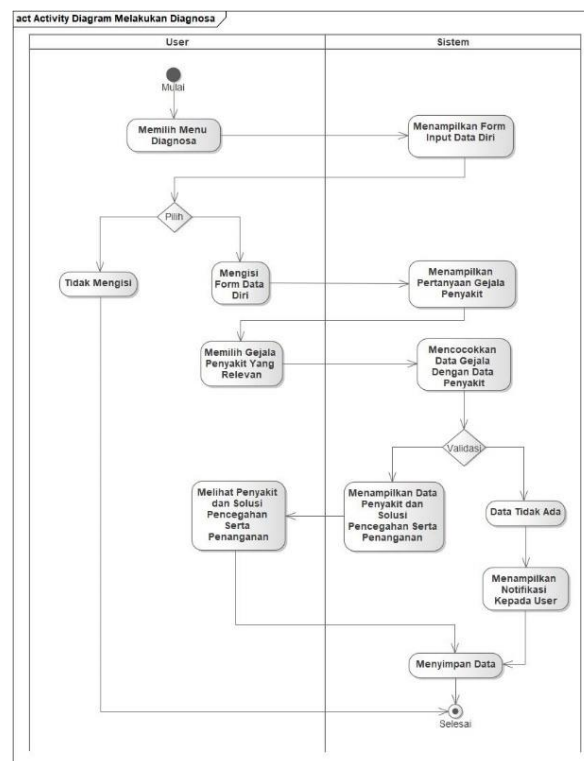 act Activity Diagram Melakukan Diagnosa
User
Sistem
Mulai
Memilih Menu
Diagnosa
Menampilkan Form
Input Data Diri
Pilih
Tidak Mengisi
Mengisi
Form Data
Diri
Menampilkan
Pertanyaan Gejala
Penyakit
Memilih Gejala
Penyakit Yang
Relevan
Mencocokkan
Data Gejala
Dengan Data
Penyakit
Validasi
Melihat Penyakit
dan Solusi
Pencegahan
Serta
Penanganan
Menampilkan Data
Penyakit dan
Solusi
Pencegahan Serta
Penanganan
Data Tidak Ada
Menampilkan
Notifikasi
Kepada User
Menyimpan Data
Selesai